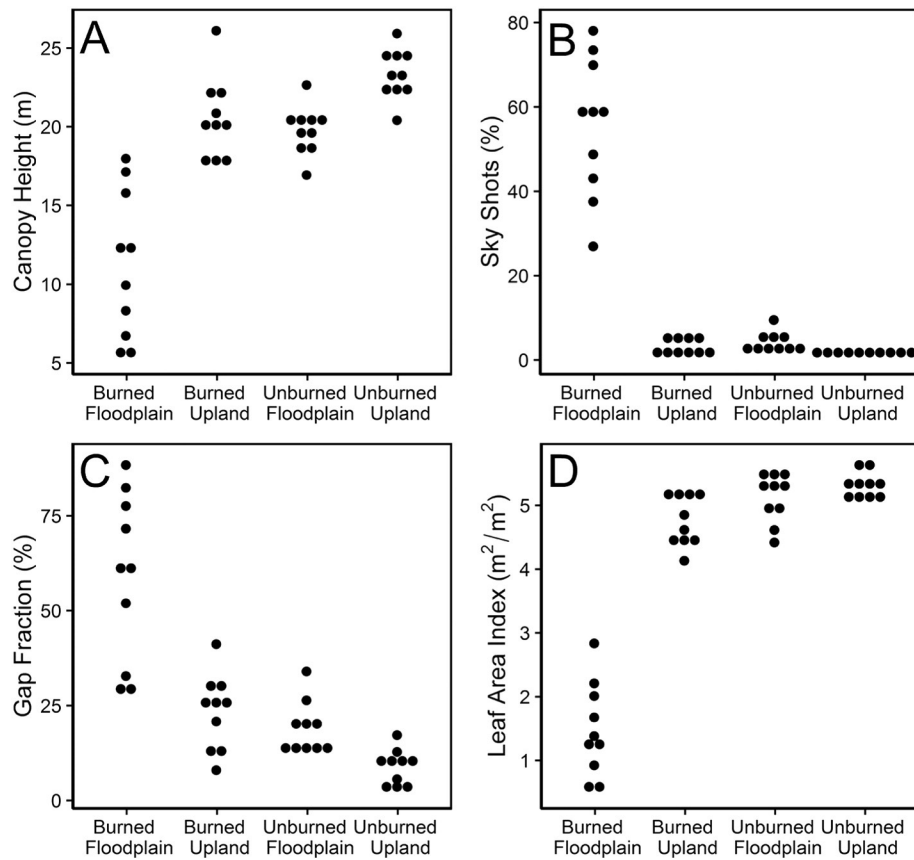 A
Canopy Height (m)
25
20
15
10
5
Burned Floodplain
Burned Upland
Unburned Floodplain
Unburned Upland
B
Sky Shots (%)
80
60
40
20
0
Burned Floodplain
Burned Upland
Unburned Floodplain
Unburned Upland
C
Gap Fraction (%)
75
50
25
0
Burned Floodplain
Burned Upland
Unburned Floodplain
Unburned Upland
D
Leaf Area Index (m²/m²)
5
4
3
2
1
Burned Floodplain
Burned Upland
Unburned Floodplain
Unburned Upland